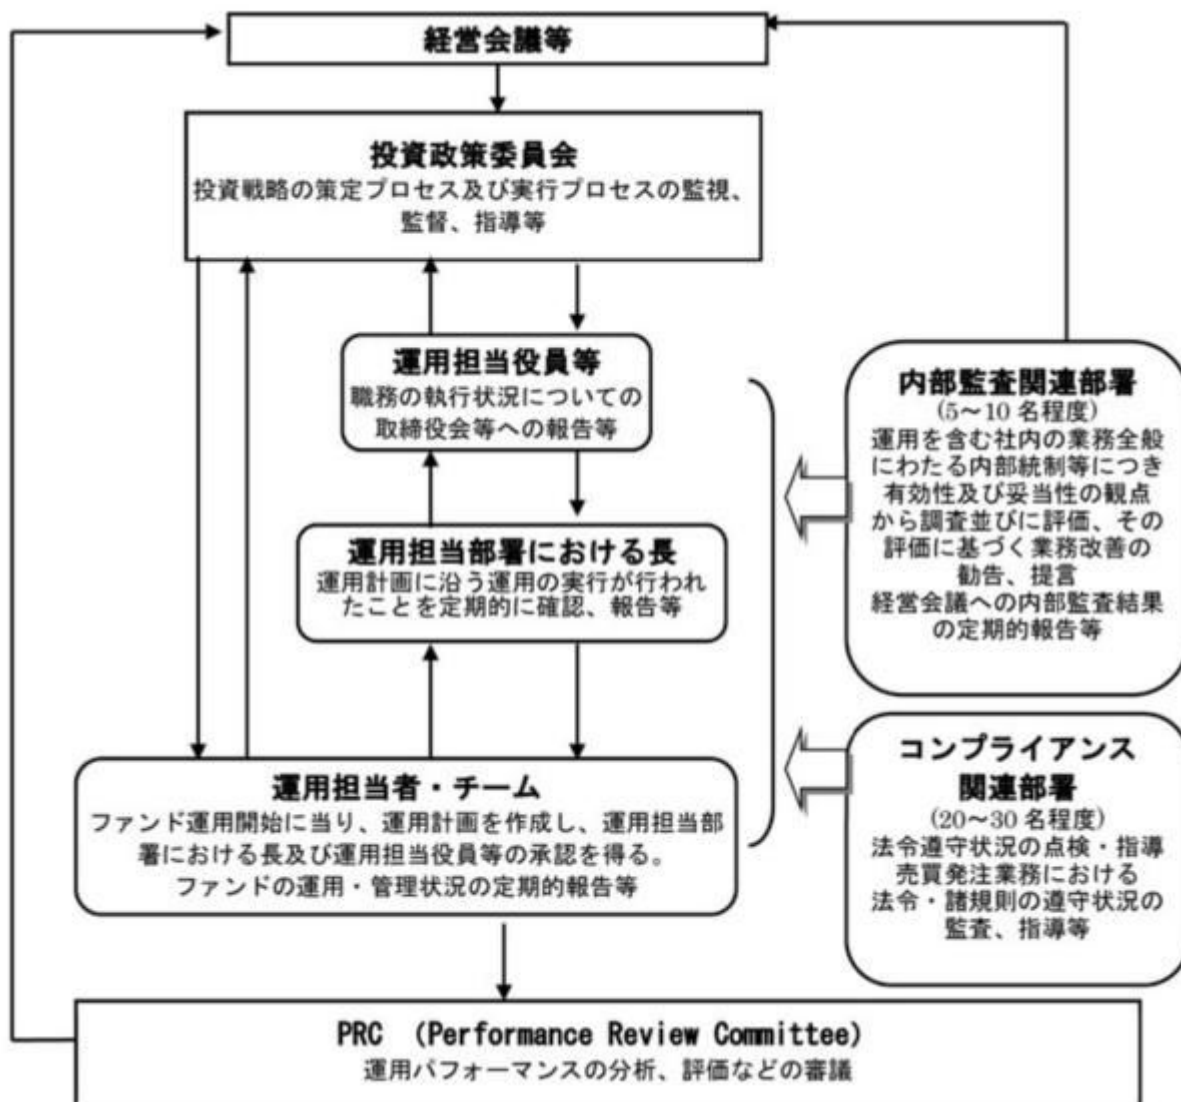 経営会議等
投資政策委員会
投資戦略の策定プロセス及び実行プロセスの監視、
監督、指導等
運用担当役員等
職務の執行状況についての
取締役会等への報告等
運用担当部署における長
運用計画に沿う運用の実行が行われ
たことを定期的に確認、報告等
運用担当者・チーム
ファンド運用開始に当り、運用計画を作成し、運用担当部
署における長及び運用担当役員等の承認を得る。
ファンドの運用・管理状況の定期的報告等
内部監査関連部署
(5～10 名程度)
運用を含む社内の業務全般
にわたる内部統制等につき
有効性及び妥当性の観点
から調査並びに評価、その
評価に基づく業務改善の
勧告、提言
経営会議への内部監査結果
の定期的報告等
コンプライアンス
関連部署
(20～30 名程度)
法令遵守状況の点検・指導
売買発注業務における
法令・諸規則の遵守状況の
監査、指導等
PRC (Performance Review Committee)
運用パフォーマンスの分析、評価などの審議